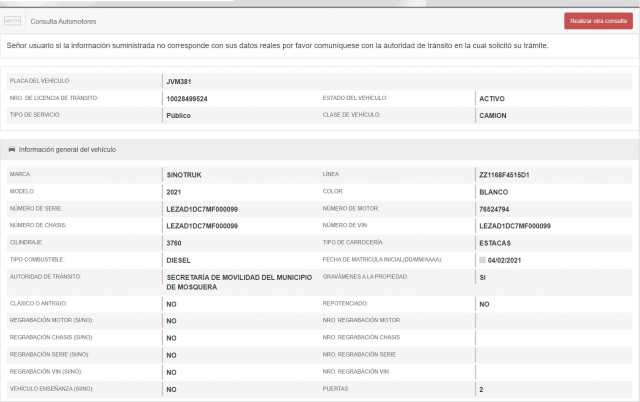 Consulta Automotores
Realizar otra consulta
Señor usuario si la información suministrada no corresponde con sus datos reales por favor comuníquese con la autoridad de tránsito en la cual solicitó su trámite.
PLACA DEL VEHÍCULO: JVM381
NRO. DE LICENCIA DE TRÁNSITO: 10028499524 ESTADO DEL VEHÍCULO: ACTIVO
TIPO DE SERVICIO: Público CLASE DE VEHÍCULO: CAMION
Información general del vehículo
MARCA: SINOTRUK LÍNEA: ZZ1168F4515D1
MODELO: 2021 COLOR: BLANCO
NÚMERO DE SERIE: LEZAD1DC7MF000099 NÚMERO DE MOTOR: 76524794
NÚMERO DE CHASIS: LEZAD1DC7MF000099 NÚMERO DE VIN: LEZAD1DC7MF000099
CILINDRAJE: 3760 TIPO DE CARROCERÍA: ESTACAS
TIPO COMBUSTIBLE: DIESEL FECHA DE MATRICULA INICIAL(DD/MM/AAAA): 04/02/2021
AUTORIDAD DE TRÁNSITO: SECRETARÍA DE MOVILIDAD DEL MUNICIPIO GRAVÁMENES A LA PROPIEDAD: SI
DE MOSQUERA
CLÁSICO O ANTIGUO: NO REPOTENCIADO: NO
REGRABACIÓN MOTOR (SI/NO): NO NRO. REGRABACIÓN MOTOR
REGRABACIÓN CHASIS (SI/NO): NO NRO. REGRABACIÓN CHASIS
REGRABACIÓN SERIE (SI/NO): NO NRO. REGRABACIÓN SERIE
REGRABACIÓN VIN (SI/NO): NO NRO. REGRABACIÓN VIN
VEHÍCULO ENSEÑANZA (SI/NO): NO PUERTAS: 2